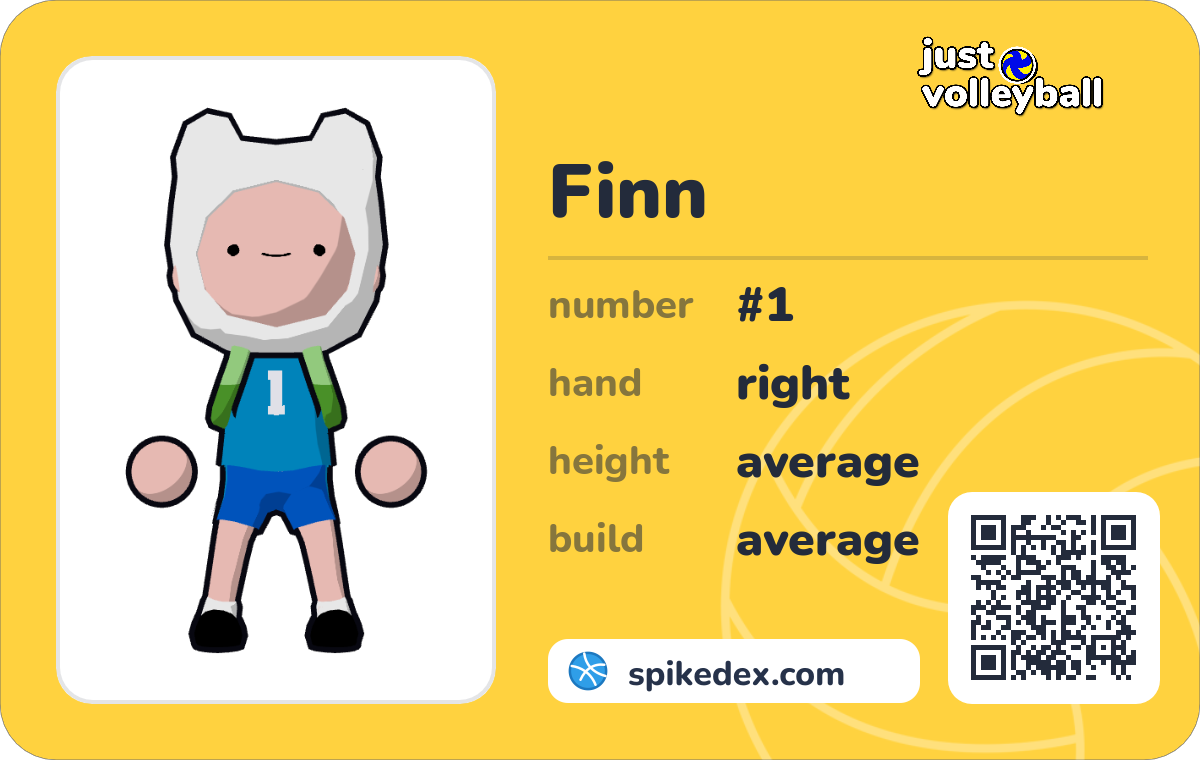 just
volleyball
Finn
number #1
hand right
height average
build average
1
spikedex.com